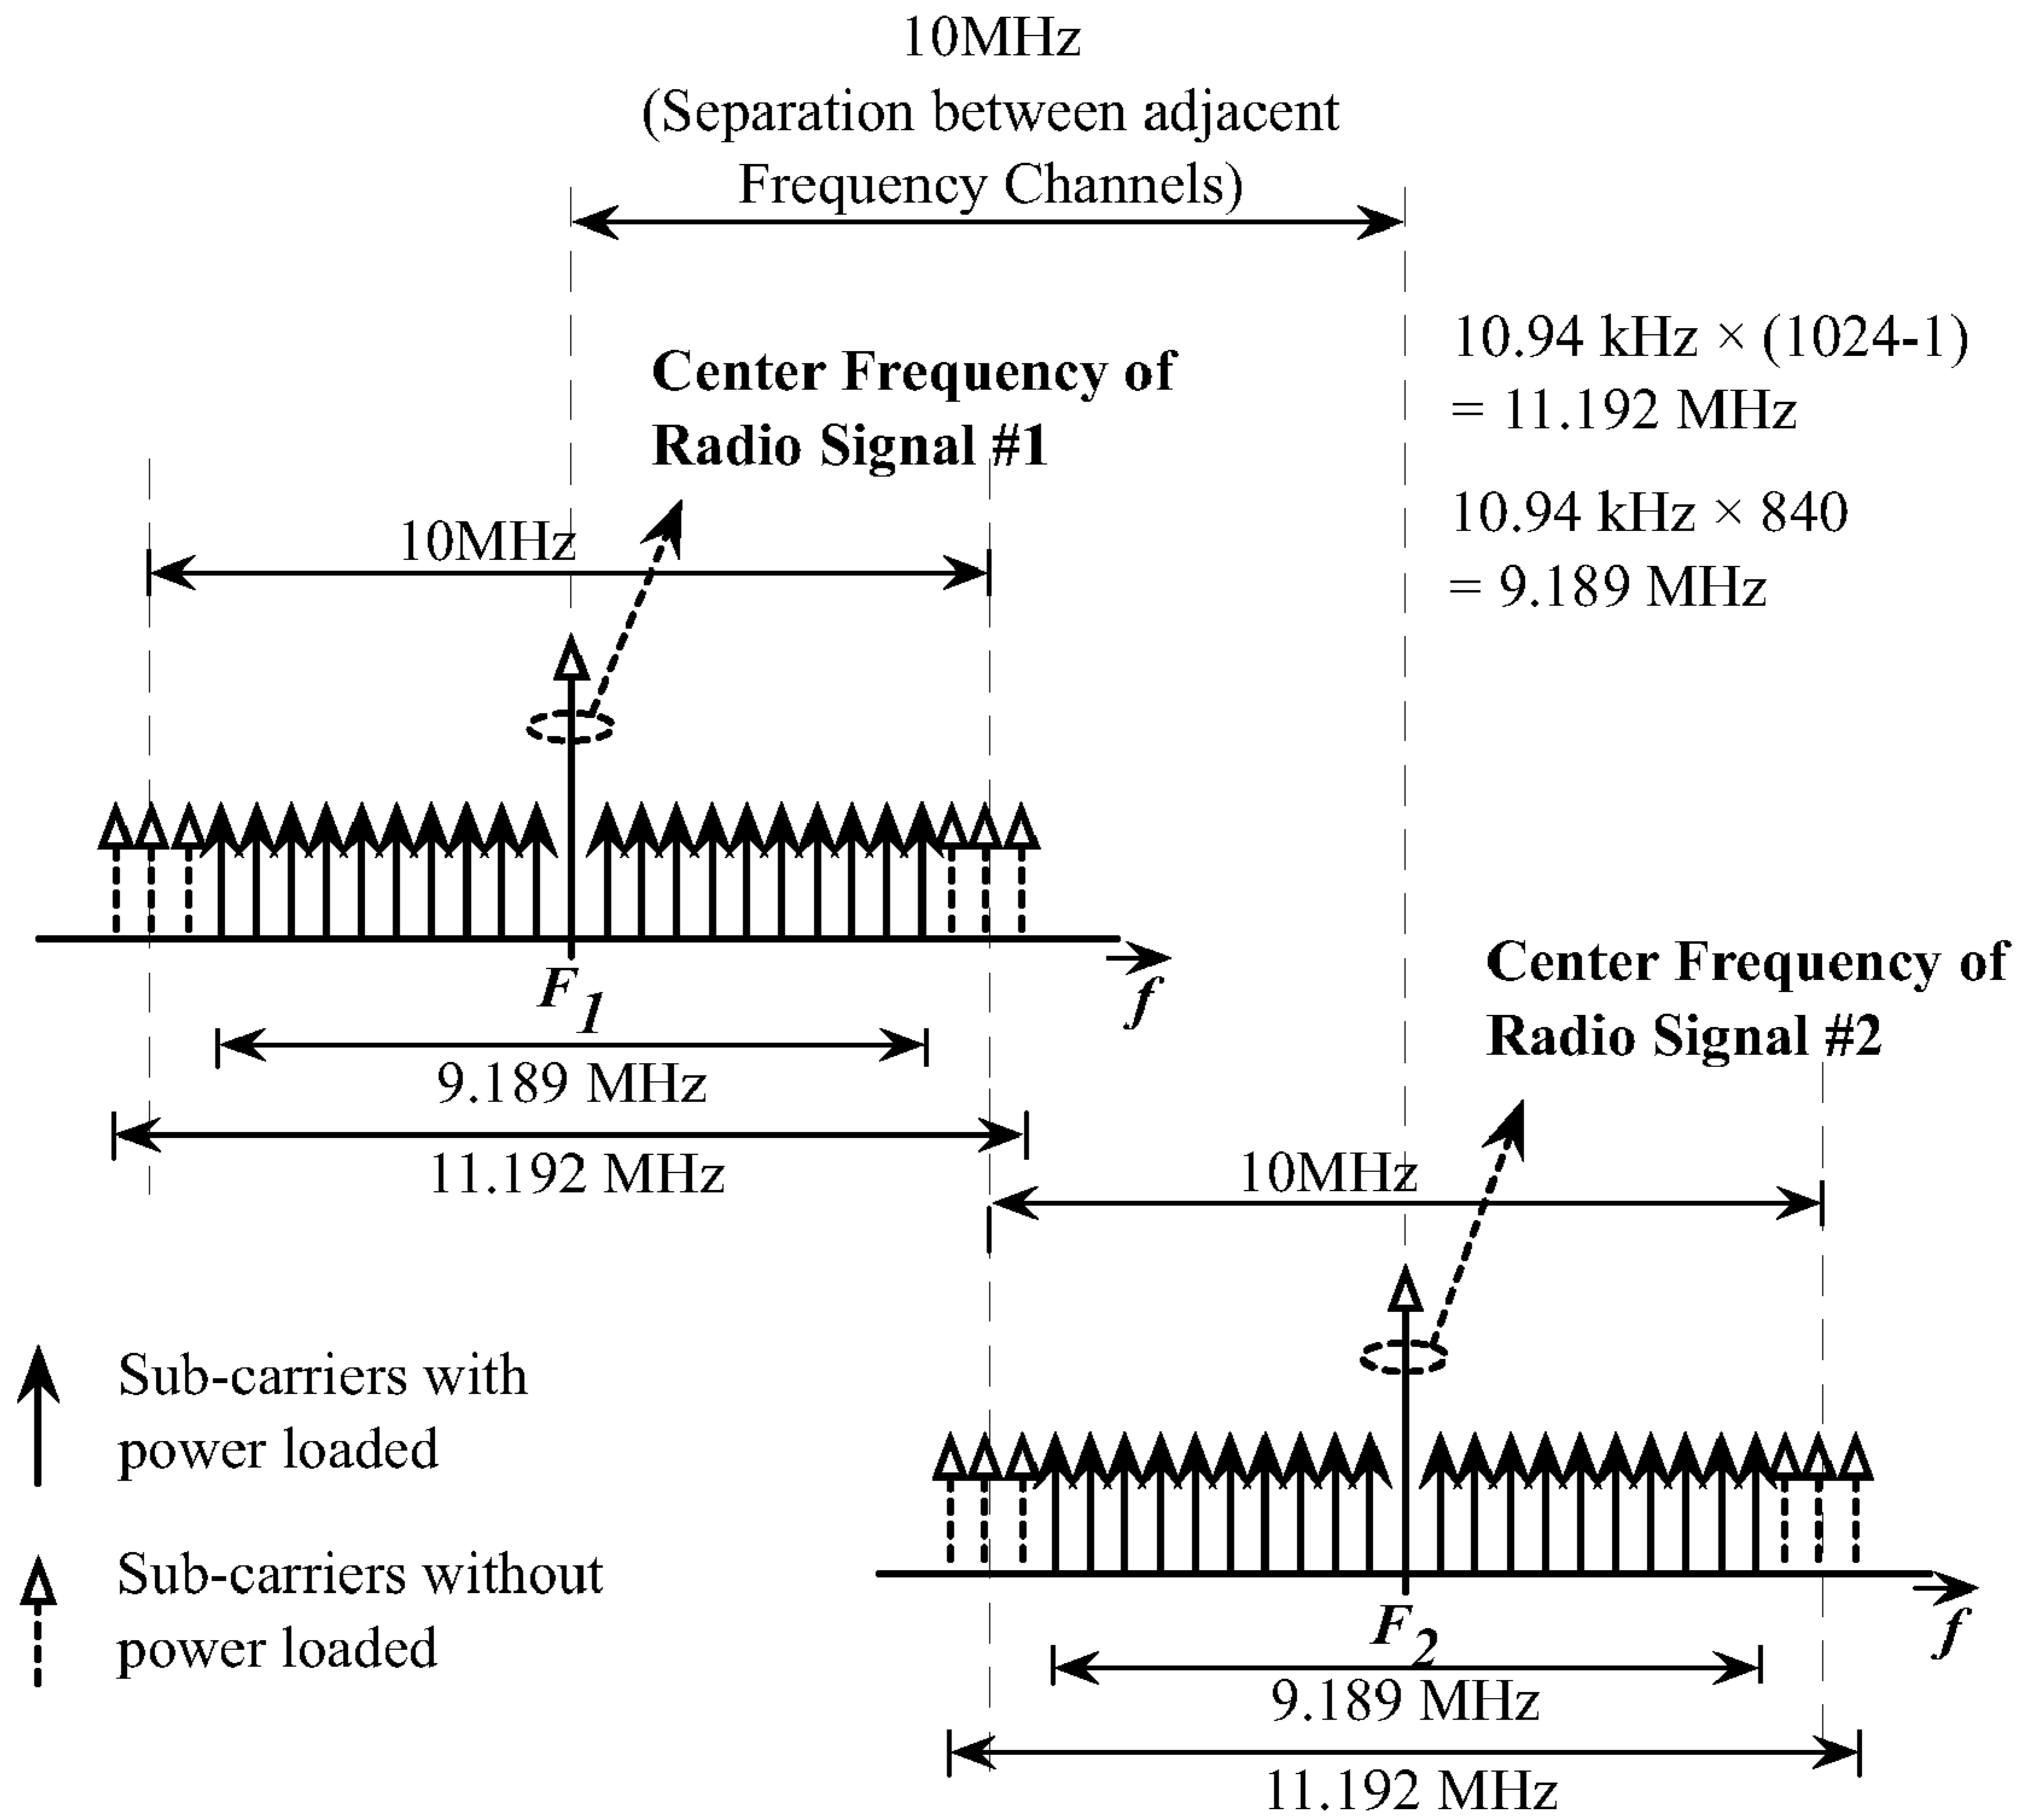 10MHz
(Separation between adjacent
Frequency Channels)
10.94 kHz × (1024-1)
= 11.192 MHz
10.94 kHz × 840
= 9.189 MHz
Center Frequency of
Radio Signal #1
10MHz
F1
f
9.189 MHz
11.192 MHz
Center Frequency of
Radio Signal #2
10MHz
F2
f
9.189 MHz
11.192 MHz
Sub-carriers with
power loaded
Sub-carriers without
power loaded